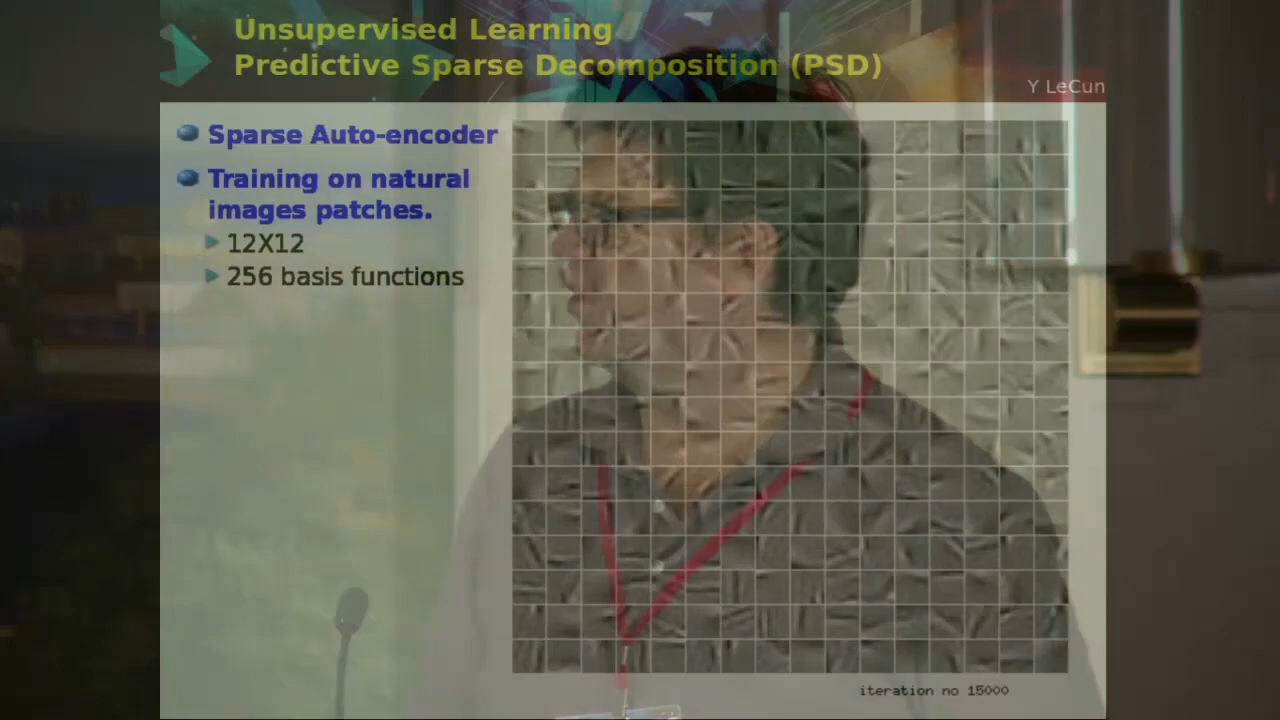 Unsupervised Learning
Predictive Sparse Decomposition (PSD)
Y LeCun
Sparse Auto-encoder
Training on natural
images patches.
12X12
256 basis functions
iteration no 15000